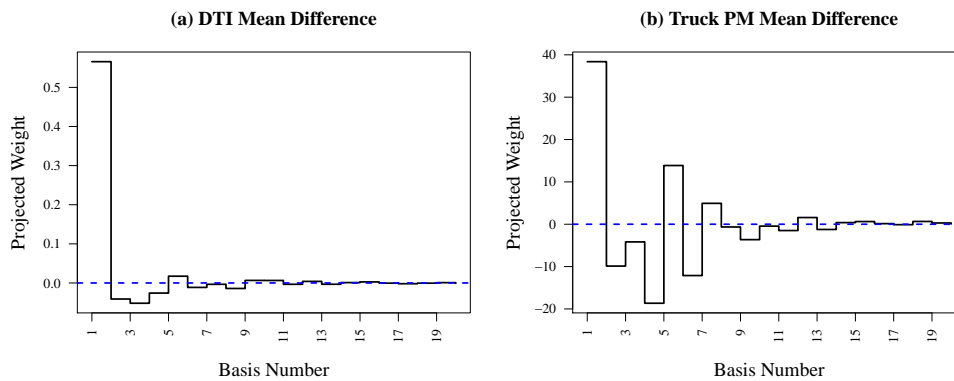 (a) DTI Mean Difference
Projected Weight
0.5
0.4
0.3
0.2
0.1
0.0
1 3 5 7 9 11 13 15 17 19
Basis Number
(b) Truck PM Mean Difference
Projected Weight
40
30
20
10
0
−10
−20
1 3 5 7 9 11 13 15 17 19
Basis Number